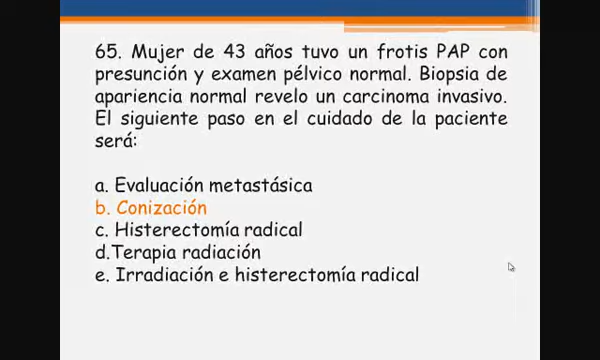 65. Mujer de 43 años tuvo un frotis PAP con
presunción y examen pélvico normal. Biopsia de
apariencia normal revelo un carcinoma invasivo.
El siguiente paso en el cuidado de la paciente
será:
a. Evaluación metastásica
b. Conización
c. Histerectomía radical
d.Terapia radiación
e. Irradiación e histerectomía radical